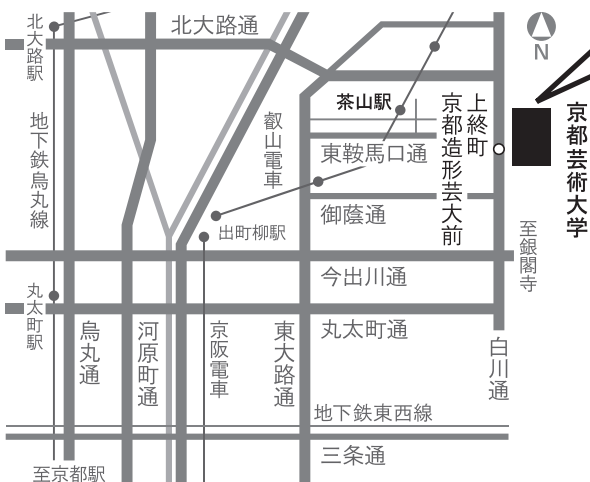 北大路駅
北大路通
N
地下鉄烏丸線
叡山電車
茶山駅
東鞍馬口通
京都造形芸大前
上終町
京都芸術大学
御蔭通
出町柳駅
至銀閣寺
今出川通
丸太町駅
丸太町通
烏丸通
河原町通
京阪電車
東大路通
白川通
地下鉄東西線
三条通
至京都駅